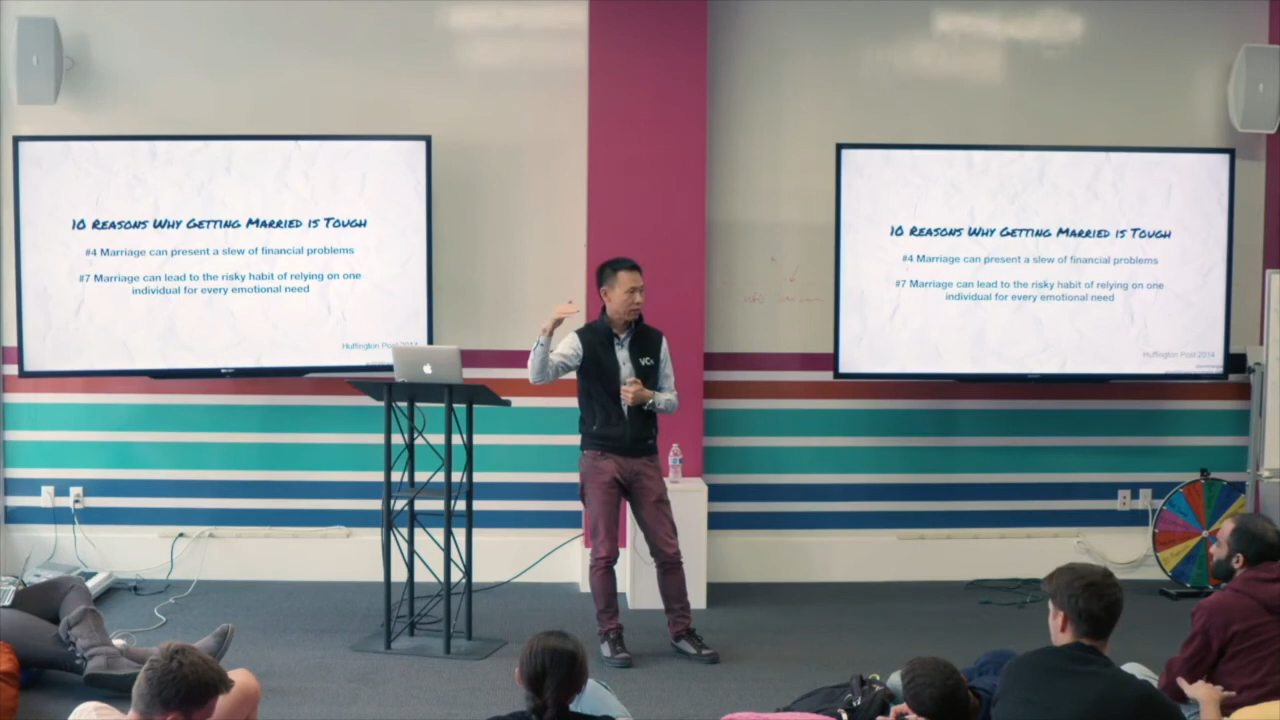 10 Reasons Why Getting Married is Tough
#4 Marriage can present a slew of financial problems
#7 Marriage can lead to the risky habit of relying on one
individual for every emotional need
Huffington Post 2014
10 Reasons Why Getting Married is Tough
#4 Marriage can present a slew of financial problems
#7 Marriage can lead to the risky habit of relying on one
individual for every emotional need
Huffington Post 2014